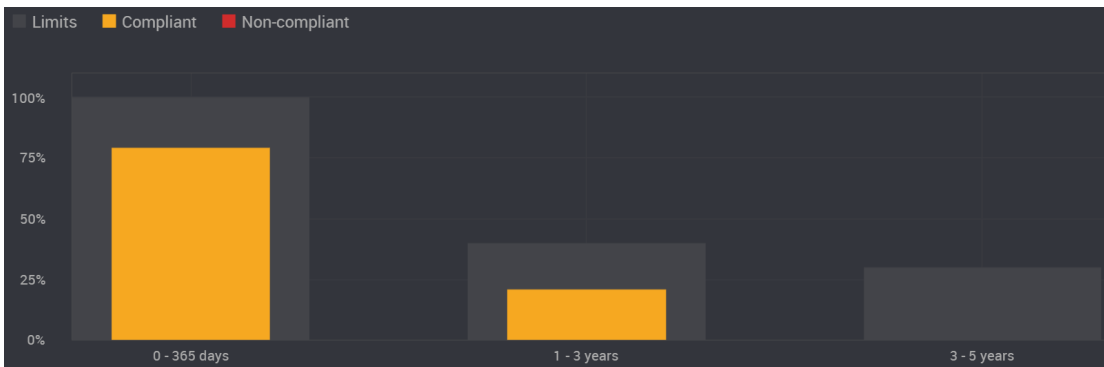 Limits Compliant Non-compliant
100%
75%
50%
25%
0%
0 - 365 days 1 - 3 years 3 - 5 years